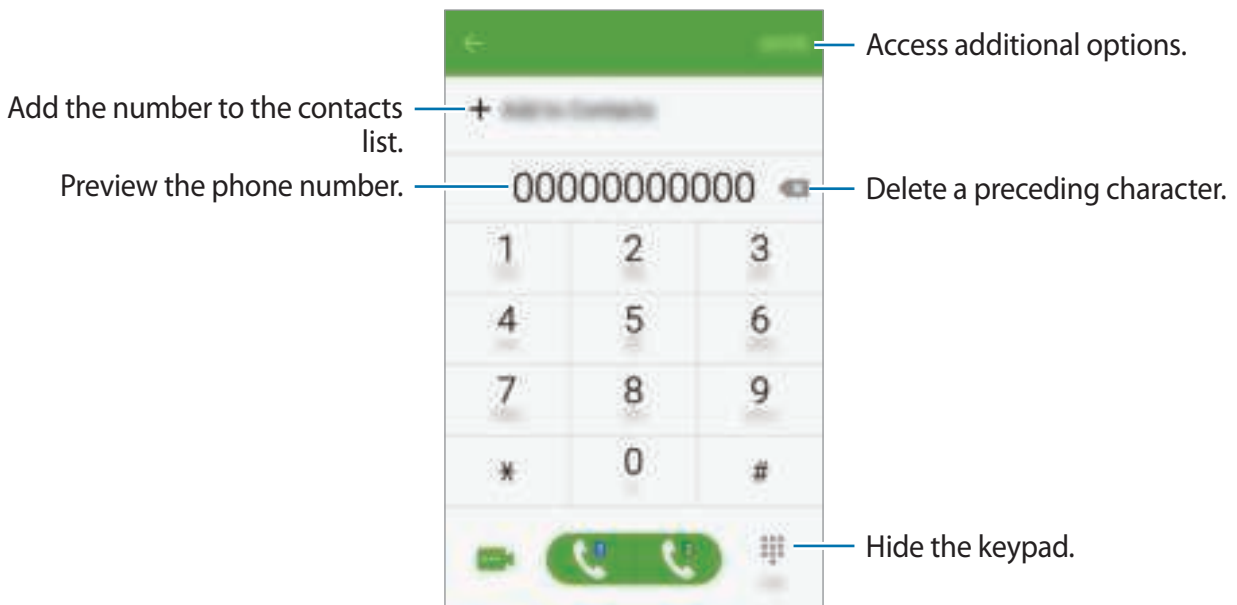 Access additional options.
Add the number to the contacts
list.
Preview the phone number.
00000000000
Delete a preceding character.
1 2 3
4 5 6
7 8 9
* 0 #
Hide the keypad.